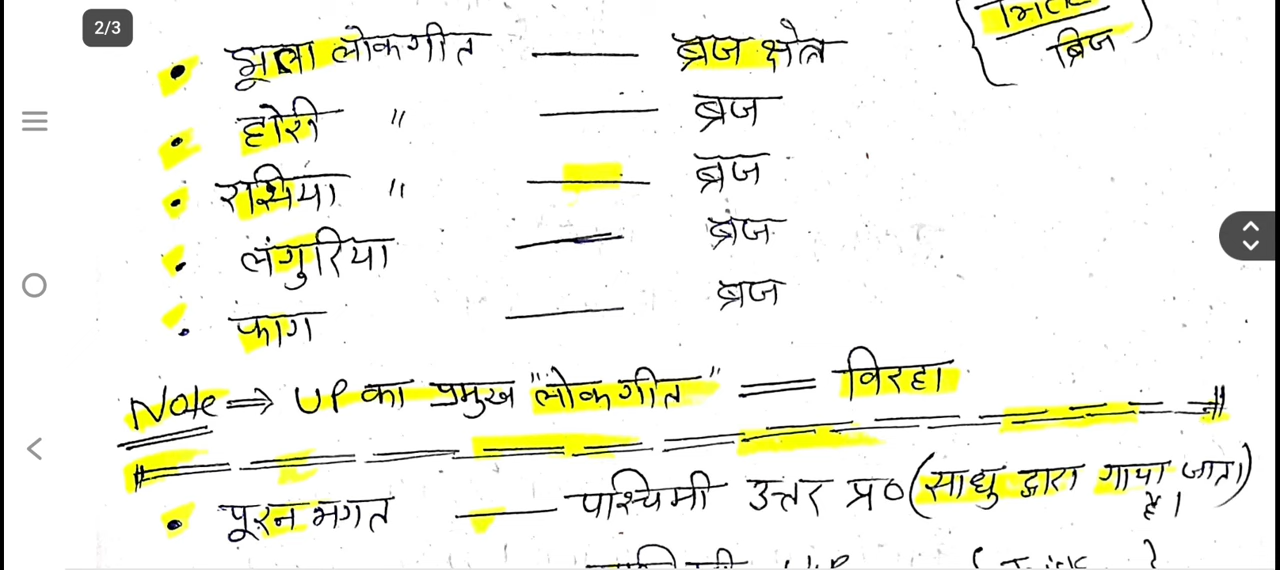 2/3
ब्रिज
झूला लोकगीत — ब्रज क्षेत्र
होरी " — ब्रज
रसिया " — ब्रज
लंगुरिया — ब्रज
फाग — ब्रज
Note ⇒ UP का प्रमुख "लोकगीत" = विरहा
पूरन भगत — पश्चिमी उत्तर प्र० (साधु द्वारा गाया जाता है।)